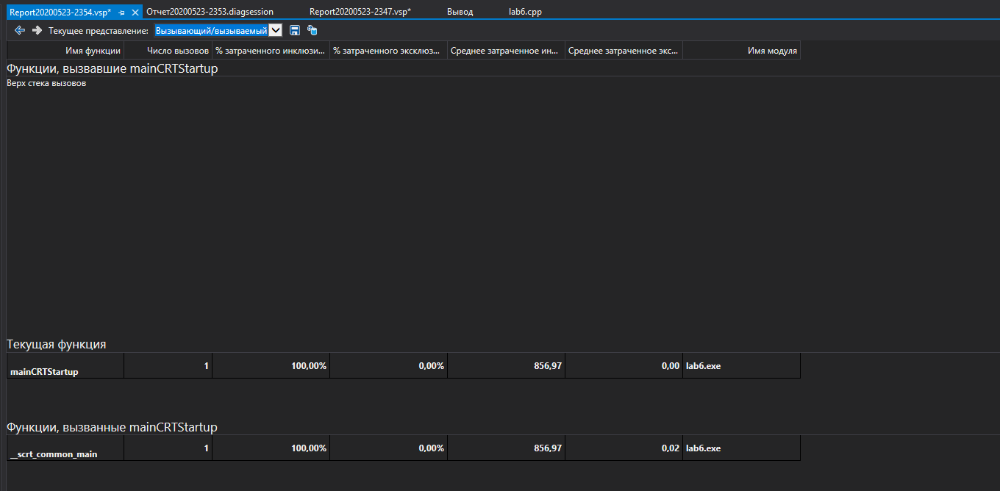 Report20200523-2354.vsp* Отчет20200523-2353.diagsession Report20200523-2347.vsp* Вывод lab6.cpp
Текущее представление: Вызывающий/вызываемый
Имя функции Число вызовов % затраченного инклюзи... % затраченного эксклюз... Среднее затраченное ин... Среднее затраченное экс... Имя модуля
Функции, вызвавшие mainCRTStartup
Верх стека вызовов
Текущая функция
mainCRTStartup 1 100,00% 0,00% 856,97 0,00 lab6.exe
Функции, вызванные mainCRTStartup
__scrt_common_main 1 100,00% 0,00% 856,97 0,02 lab6.exe